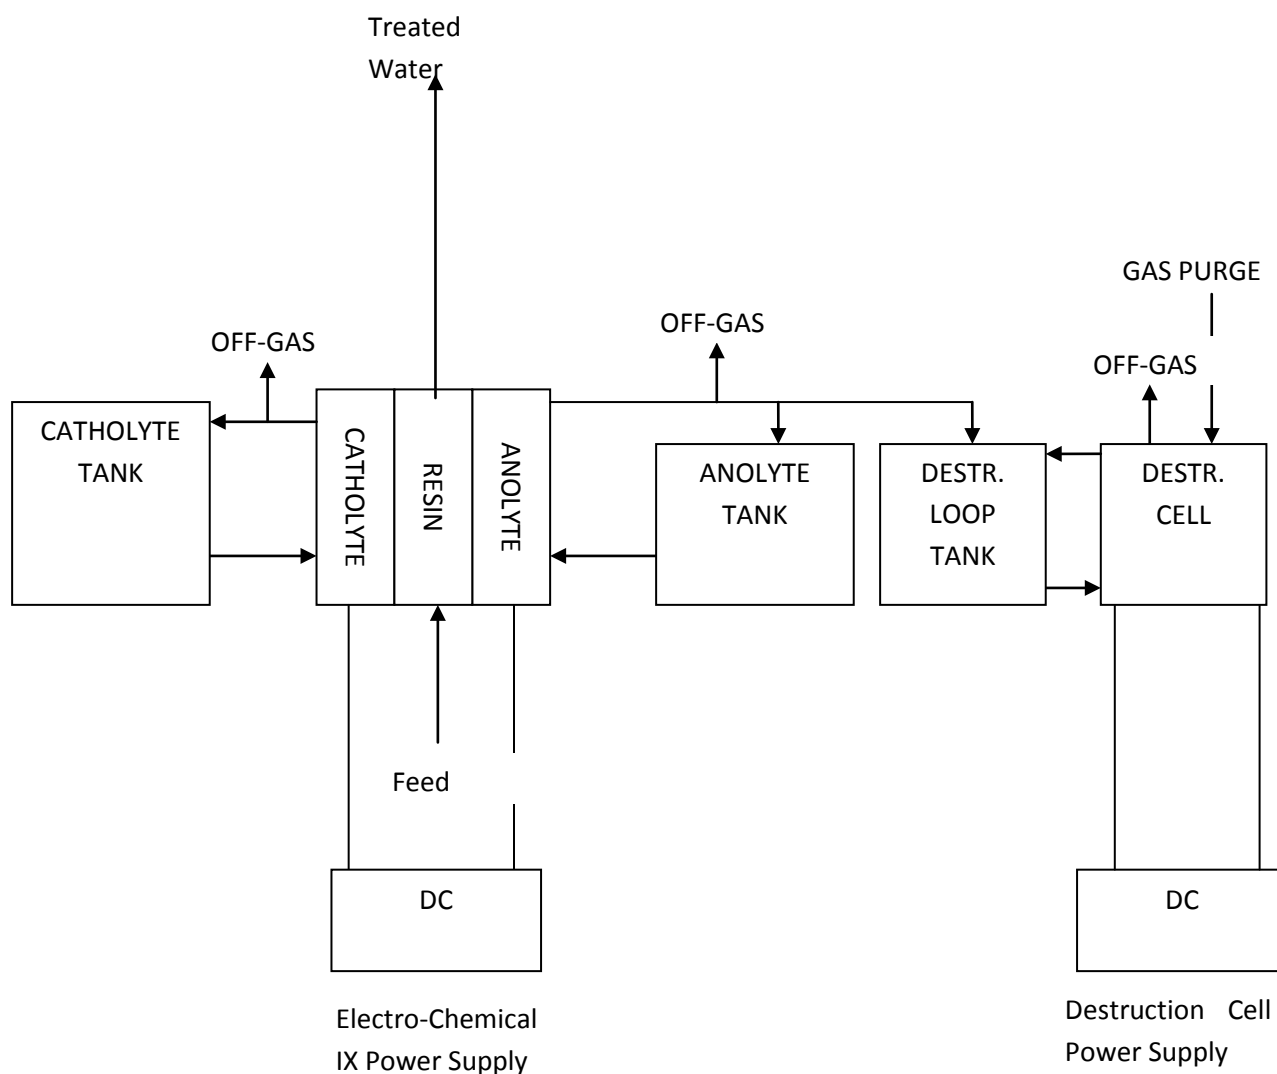 Treated
Water
GAS PURGE
OFF-GAS
OFF-GAS
OFF-GAS
CATHOLYTE
TANK
CATHOLYTE
RESIN
ANOLYTE
ANOLYTE
TANK
DESTR.
LOOP
TANK
DESTR.
CELL
Feed
DC
DC
Electro-Chemical
IX Power Supply
Destruction Cell
Power Supply